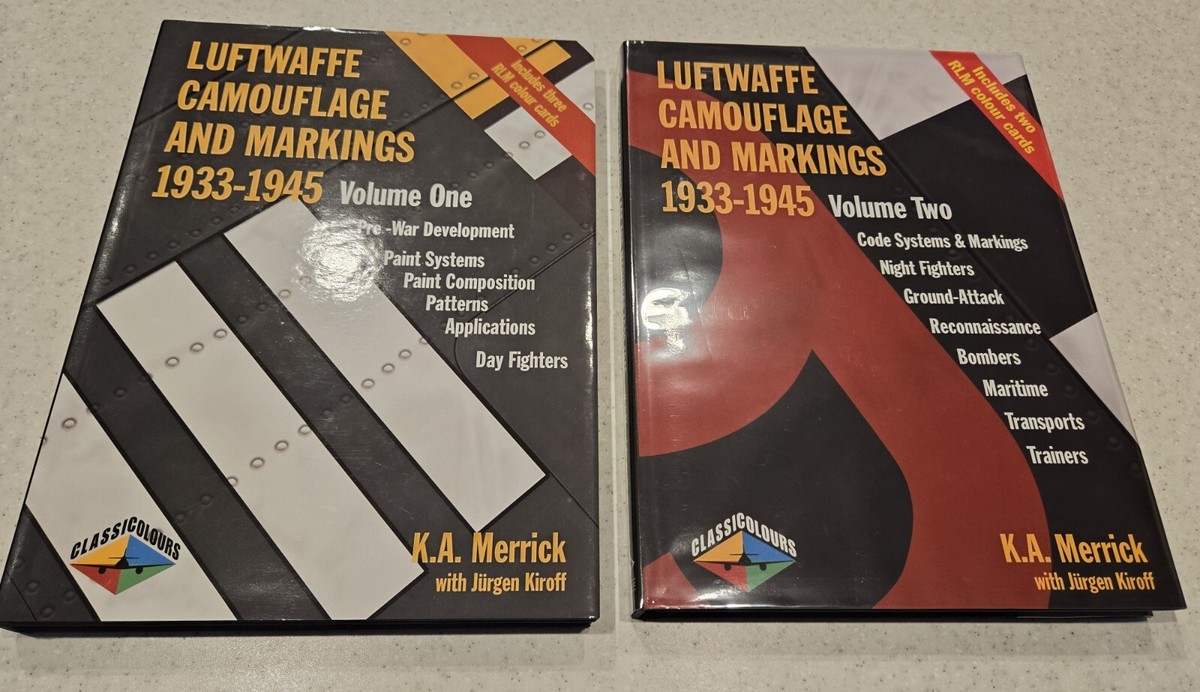 LUFTWAFFE
CAMOUFLAGE
AND MARKINGS
1933-1945 Volume One
Includes three
RLM colour cards
Pre -War Development
Paint Systems
Paint Composition
Patterns
Applications
Day Fighters
CLASSICOLOURS
K.A. Merrick
with Jürgen Kiroff
LUFTWAFFE
CAMOUFLAGE
AND MARKINGS
1933-1945 Volume Two
Includes two
RLM colour cards
Code Systems & Markings
Night Fighters
Ground-Attack
Reconnaissance
Bombers
Maritime
Transports
Trainers
CLASSICOLOURS
K.A. Merrick
with Jürgen Kiroff